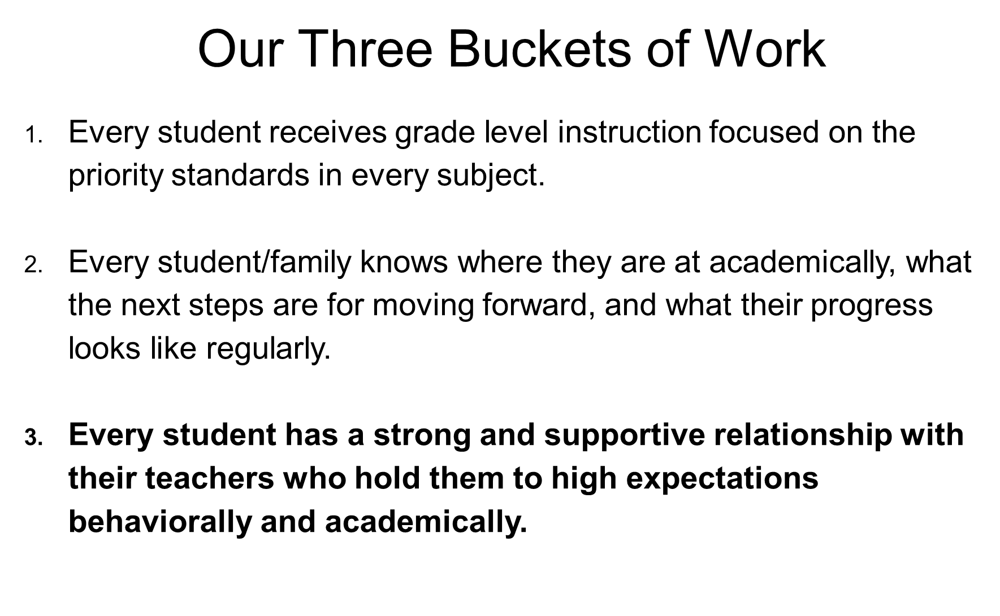 Our Three Buckets of Work
1. Every student receives grade level instruction focused on the
priority standards in every subject.
2. Every student/family knows where they are at academically, what
the next steps are for moving forward, and what their progress
looks like regularly.
3. Every student has a strong and supportive relationship with
their teachers who hold them to high expectations
behaviorally and academically.